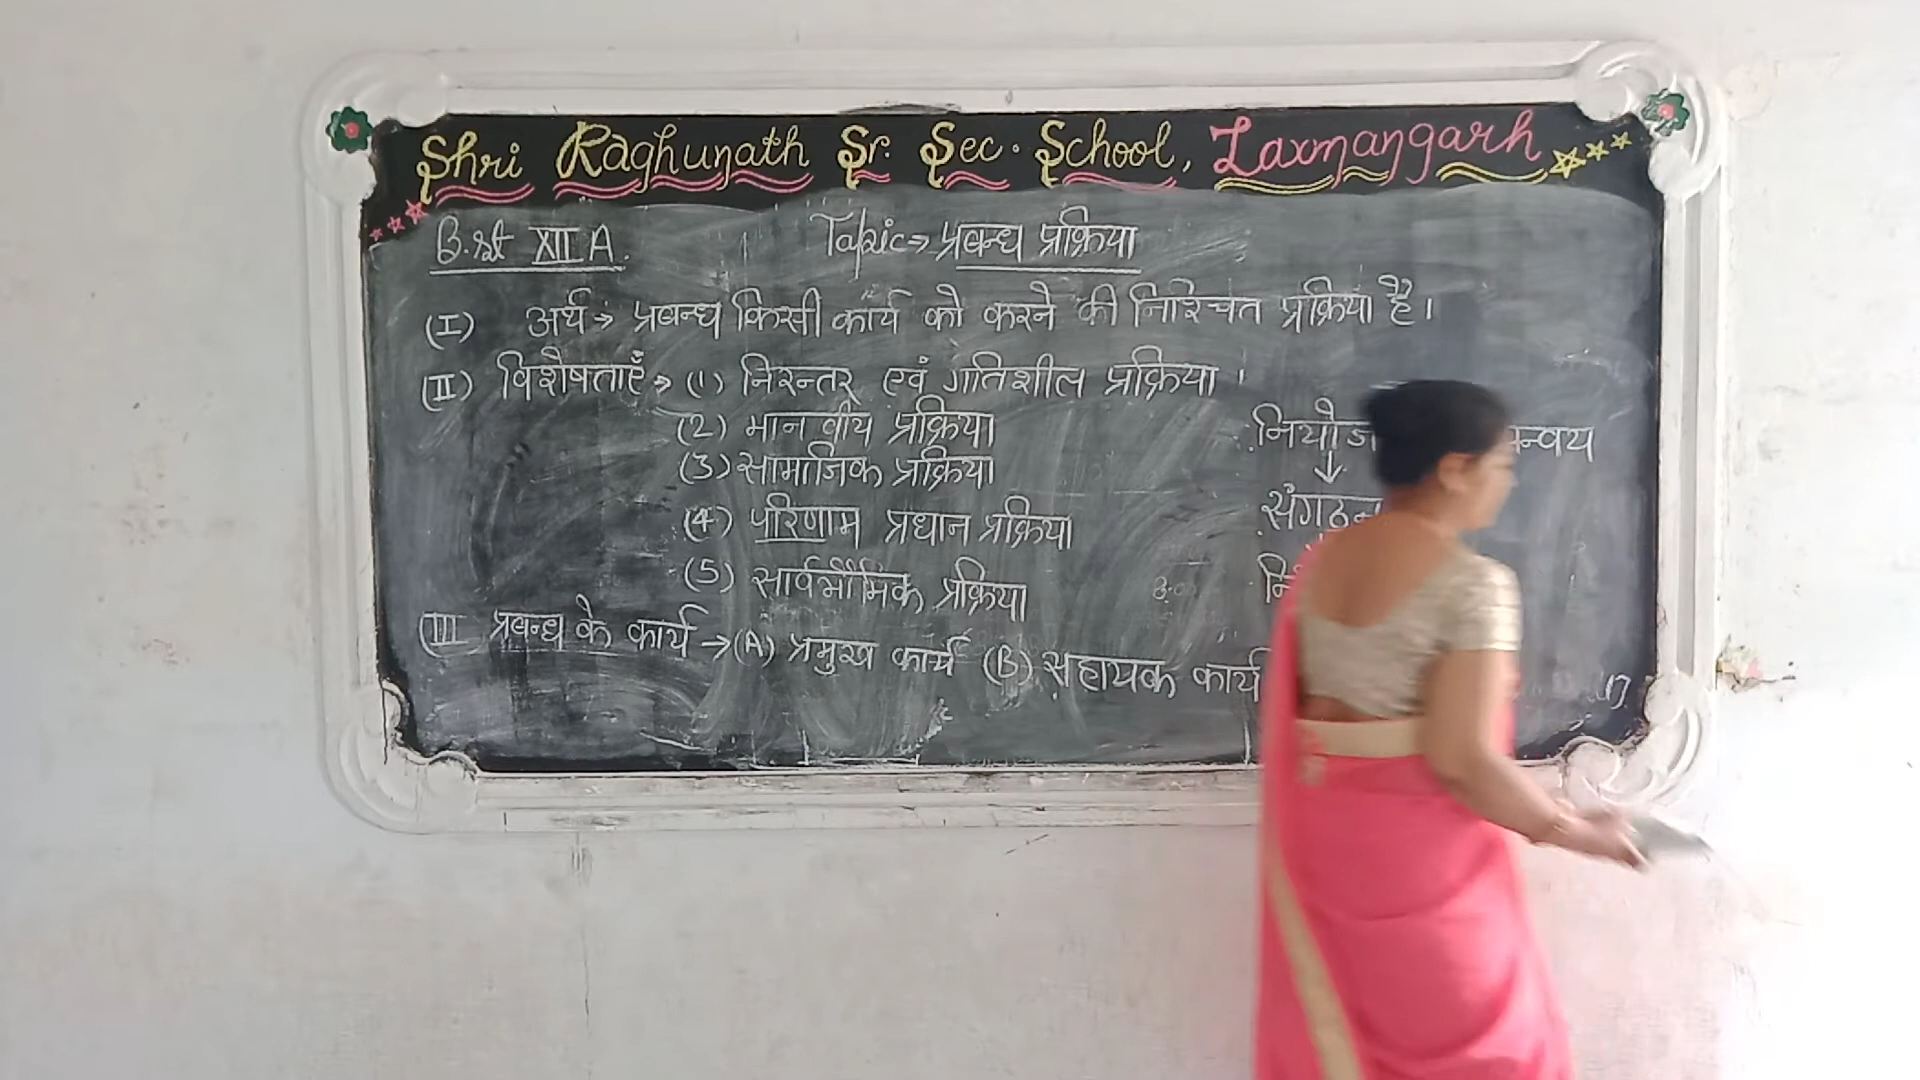 Shri Raghunath Sr. Sec. School, Laxmangarh
B.st XII A.
Topic → प्रबन्ध प्रक्रिया
(I) अर्थ → प्रबन्ध किसी कार्य को करने की निश्चित प्रक्रिया है।
(II) विशेषताएँ → (1) निरन्तर एवं गतिशील प्रक्रिया ।
(2) मानवीय प्रक्रिया
(3) सामाजिक प्रक्रिया
(4) परिणाम प्रधान प्रक्रिया
(5) सार्वभौमिक प्रक्रिया
(III) प्रबन्ध के कार्य → (A) प्रमुख कार्य (B) सहायक कार्य
↓
संगठन